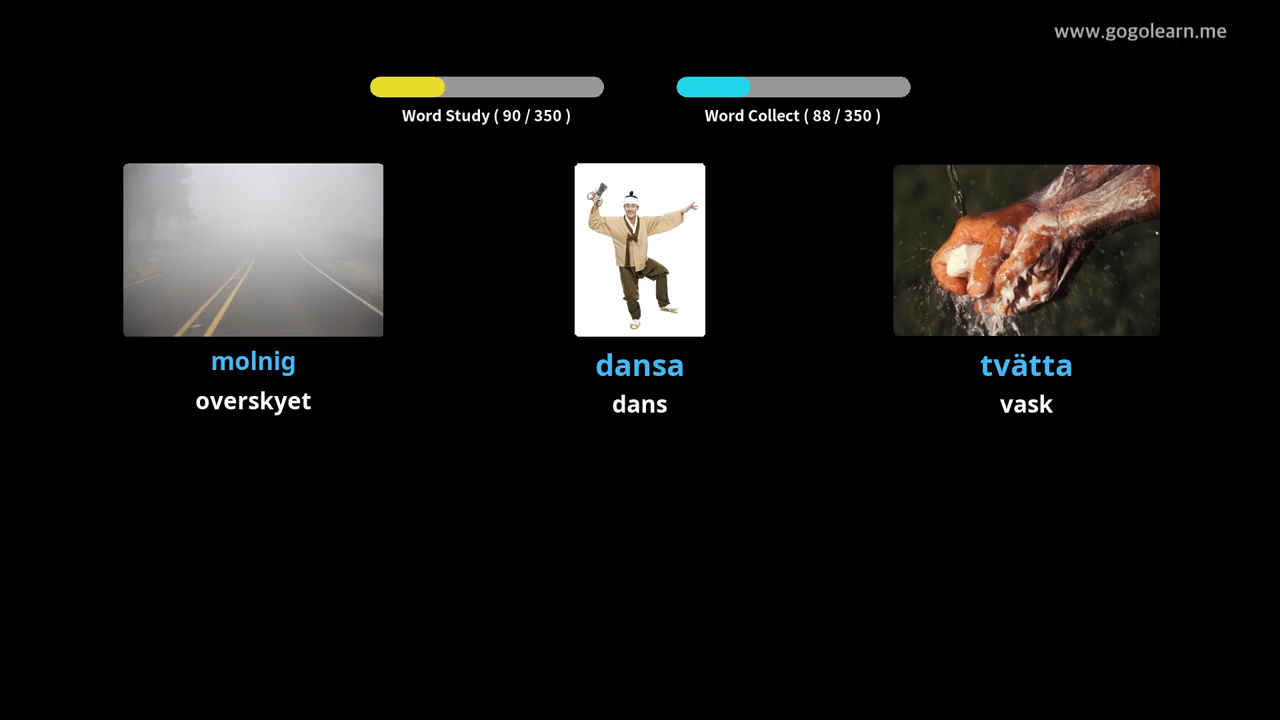 www.gogolearn.me
Word Study ( 90 / 350 )
Word Collect ( 88 / 350 )
molnig
overskyet
dansa
dans
tvätta
vask